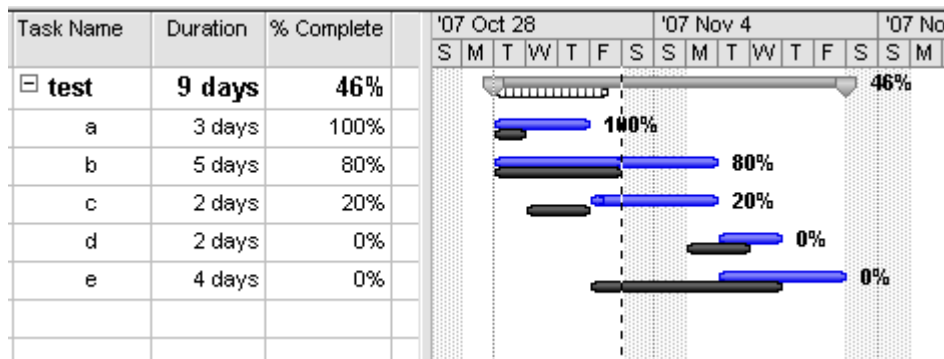 Task Name Duration % Complete '07 Oct 28 '07 Nov 4 '07 No
S M T W T F S S M T W T F S S M
test 9 days 46% 46%
a 3 days 100% 100%
b 5 days 80% 80%
c 2 days 20% 20%
d 2 days 0% 0%
e 4 days 0% 0%